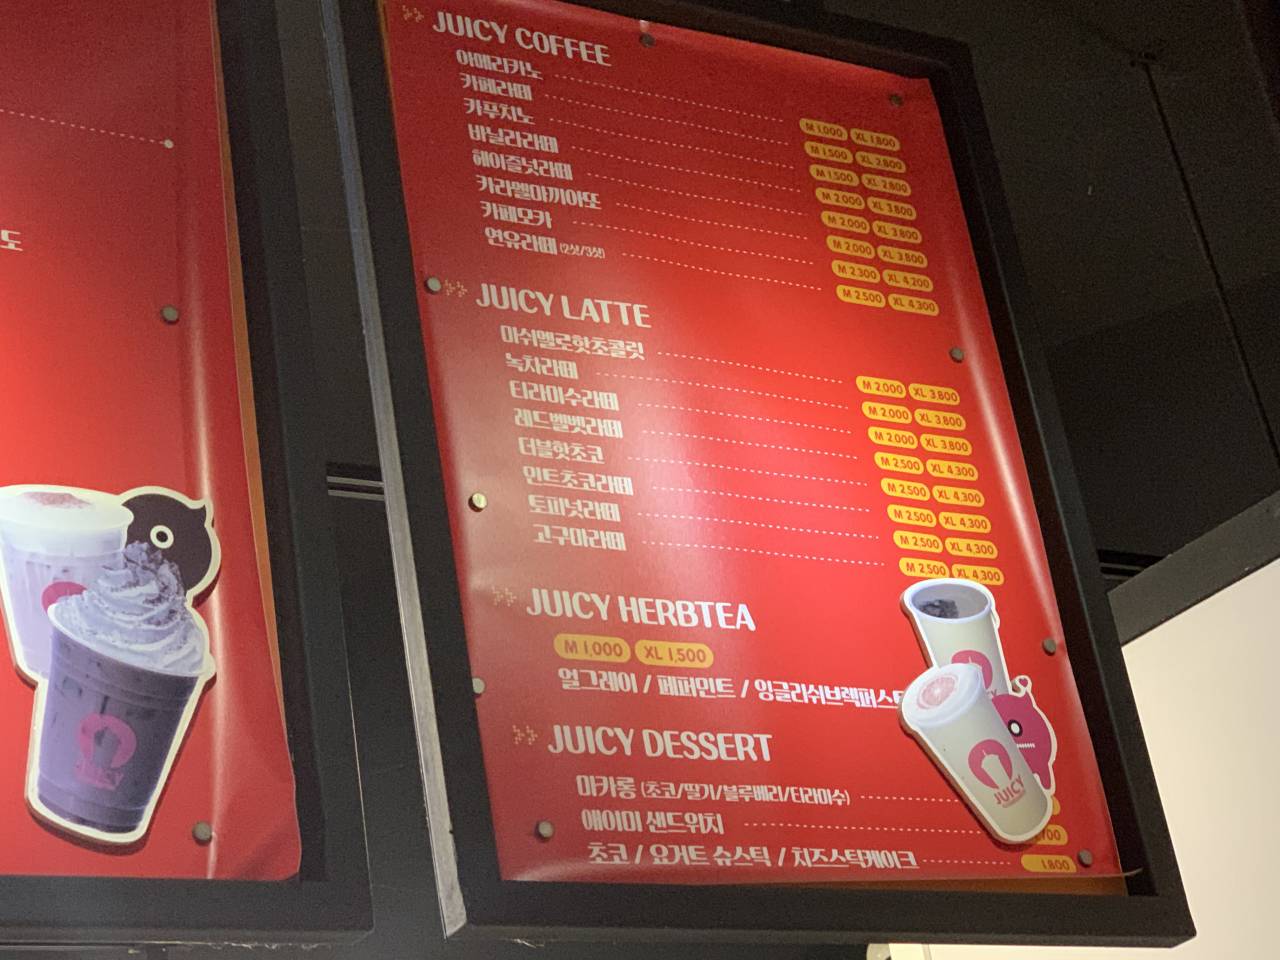 도
JUICY COFFEE
아메리카노 M 1,000 XL 1,800
카페라떼 M 1,500 XL 2,800
카푸치노 M 1,500 XL 2,800
바닐라라떼 M 2,000 XL 3,800
헤이즐넛라떼 M 2,000 XL 3,800
카라멜마끼아또 M 2,000 XL 3,800
카페모카 M 2,300 XL 4,200
연유라떼 (2샷/3샷) M 2,500 XL 4,300
JUICY LATTE
마쉬멜로핫초콜릿 M 2,000 XL 3,800
녹차라떼 M 2,000 XL 3,800
티라미수라떼 M 2,000 XL 3,800
레드벨벳라떼 M 2,500 XL 4,300
더블핫초코 M 2,500 XL 4,300
민트초코라떼 M 2,500 XL 4,300
토피넛라떼 M 2,500 XL 4,300
고구마라떼 M 2,500 XL 4,300
JUICY HERBTEA
M 1,000 XL 1,500
얼그레이 / 페퍼민트 / 잉글리쉬브랙퍼스트
JUICY DESSERT
마카롱 (초코/딸기/블루베리/티라미수)
에이미 샌드위치
초코 / 요거트 슈스틱 / 치즈스틱케이크 1,800
JUICY
JUICY